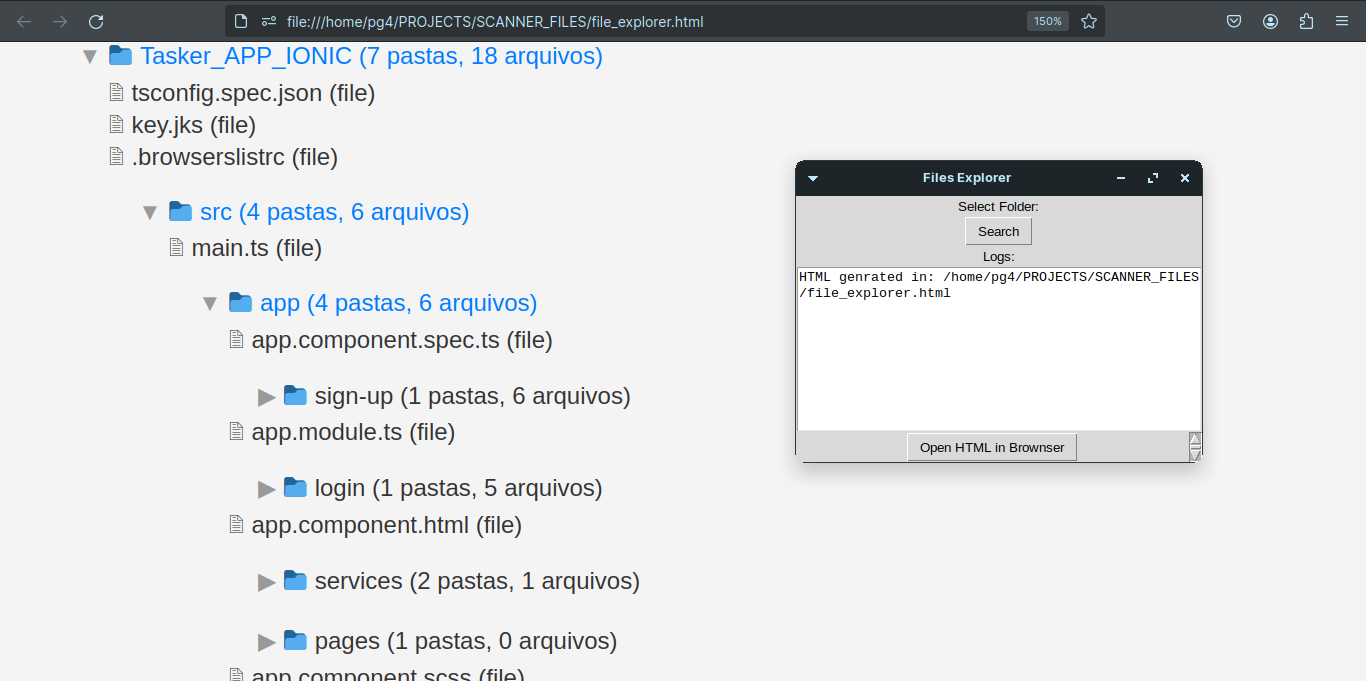 file:///home/pg4/PROJECTS/SCANNER_FILES/file_explorer.html
150%
Tasker_APP_IONIC (7 pastas, 18 arquivos)
tsconfig.spec.json (file)
key.jks (file)
.browserslistrc (file)
src (4 pastas, 6 arquivos)
main.ts (file)
app (4 pastas, 6 arquivos)
app.component.spec.ts (file)
sign-up (1 pastas, 6 arquivos)
app.module.ts (file)
login (1 pastas, 5 arquivos)
app.component.html (file)
services (2 pastas, 1 arquivos)
pages (1 pastas, 0 arquivos)
app.component.scss (file)
Files Explorer
Select Folder:
Search
Logs:
HTML genrated in: /home/pg4/PROJECTS/SCANNER_FILES
/file_explorer.html
Open HTML in Brownser